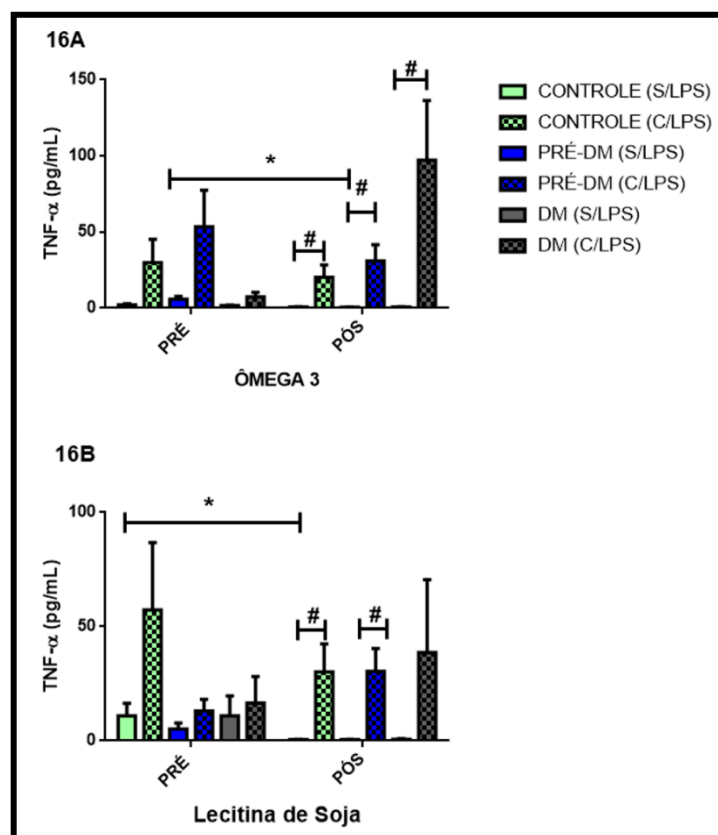 16A
150
100
50
0
TNF-α (pg/mL)
*
#
#
#
PRÉ
PÓS
ÔMEGA 3
CONTROLE (S/LPS)
CONTROLE (C/LPS)
PRÉ-DM (S/LPS)
PRÉ-DM (C/LPS)
DM (S/LPS)
DM (C/LPS)
16B
100
50
0
TNF-α (pg/mL)
*
#
#
PRÉ
PÓS
Lecitina de Soja